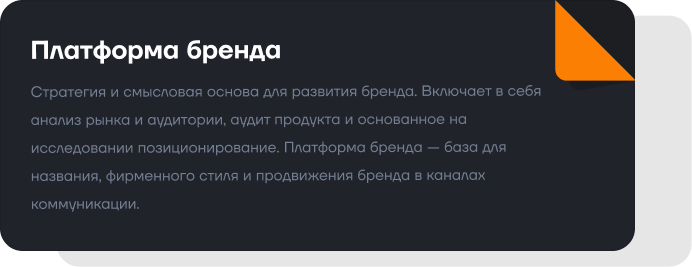 Платформа бренда
Стратегия и смысловая основа для развития бренда. Включает в себя
анализ рынка и аудитории, аудит продукта и основанное на
исследовании позиционирование. Платформа бренда — база для
названия, фирменного стиля и продвижения бренда в каналах
коммуникации.